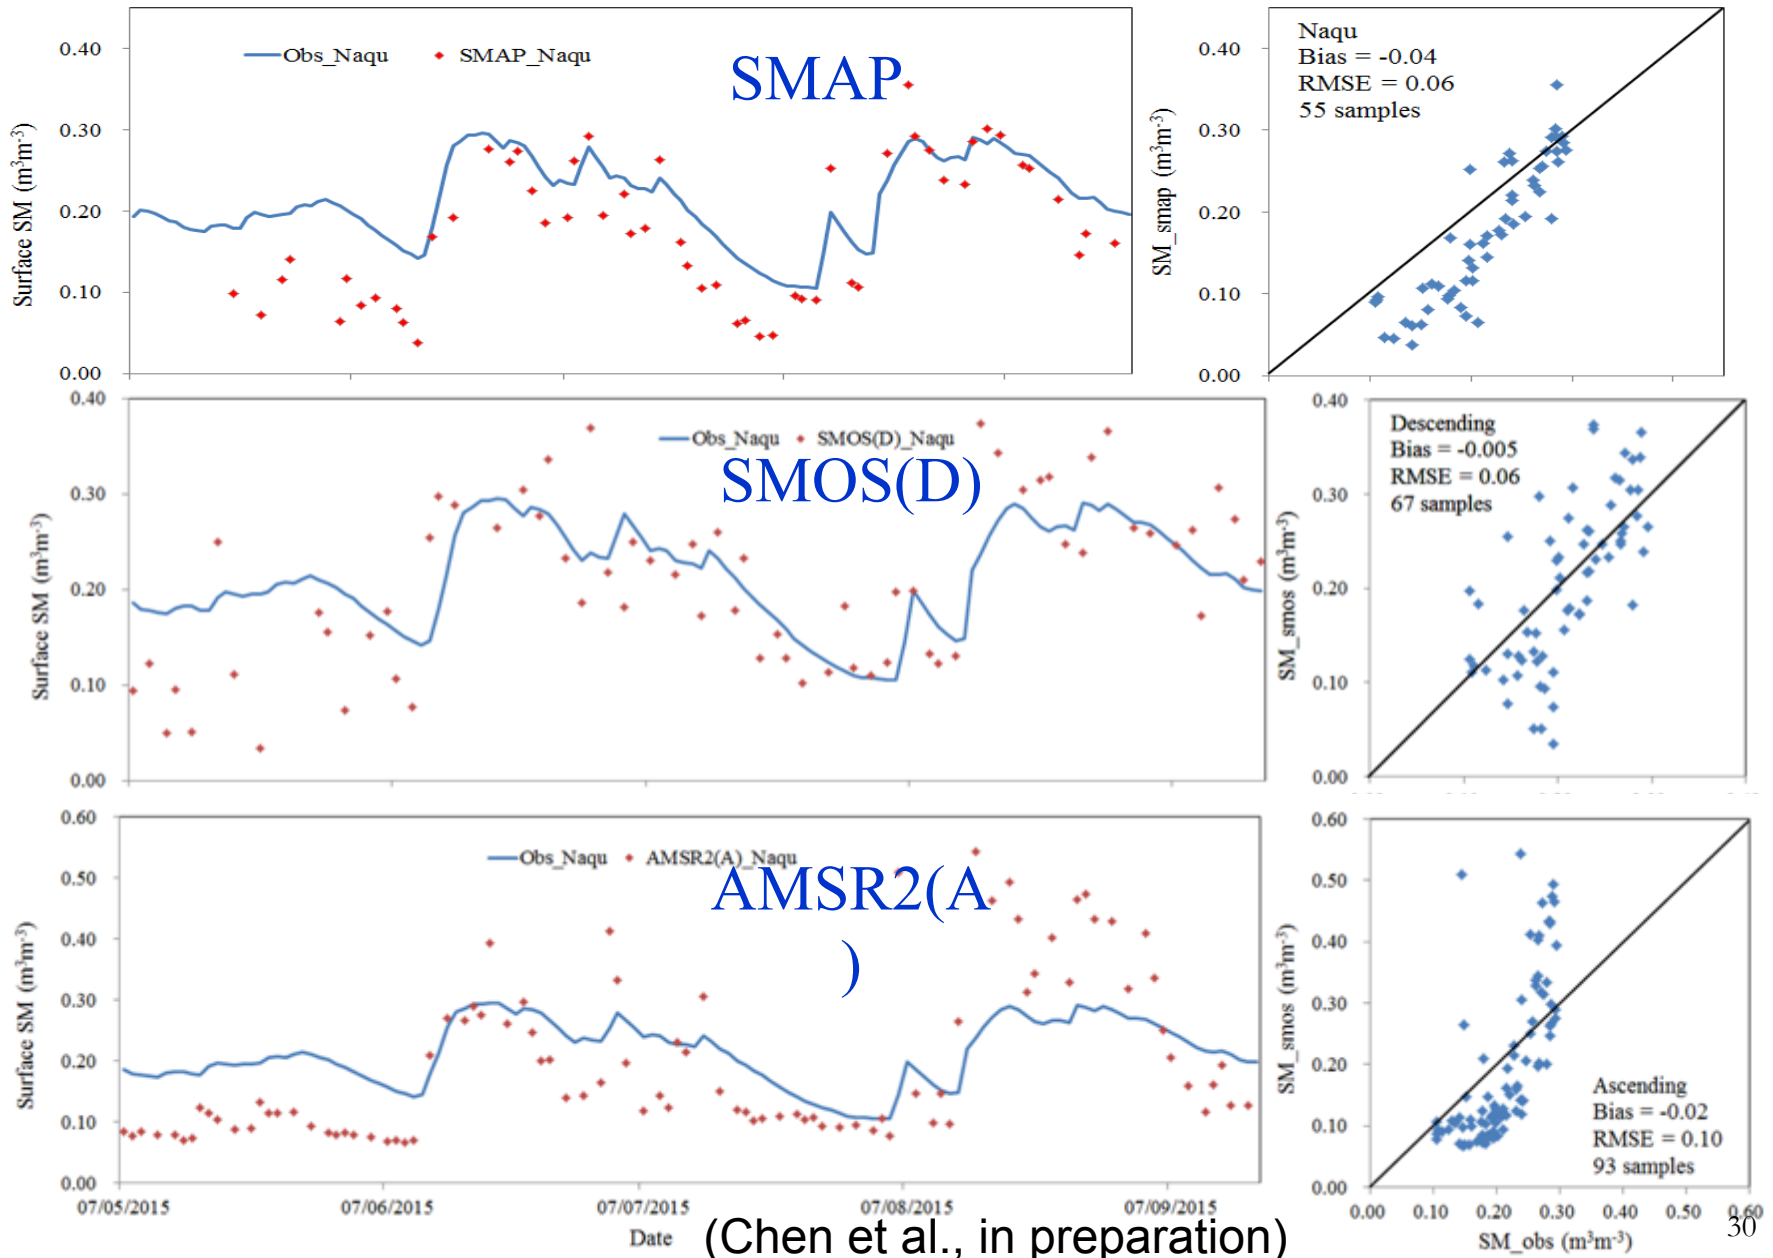 0.40
0.30
0.20
0.10
0.00
Surface SM (m³m⁻³)
Obs_Naqu SMAP_Naqu
SMAP
0.40
0.30
0.20
0.10
0.00
SM_smap (m³m⁻³)
Naqu
Bias = -0.04
RMSE = 0.06
55 samples
0.40
0.30
0.20
0.10
0.00
Surface SM (m³m⁻³)
Obs_Naqu SMOS(D)_Naqu
SMOS(D)
0.40
0.30
0.20
0.10
0.00
SM_smos (m³m⁻³)
Descending
Bias = -0.005
RMSE = 0.06
67 samples
0.60
0.50
0.40
0.30
0.20
0.10
0.00
Surface SM (m³m⁻³)
Obs_Naqu AMSR2(A)_Naqu
AMSR2(A
)
07/05/2015 07/06/2015 07/07/2015 07/08/2015 07/09/2015
Date
0.60
0.50
0.40
0.30
0.20
0.10
0.00
SM_smos (m³m⁻³)
Ascending
Bias = -0.02
RMSE = 0.10
93 samples
0.00 0.10 0.20 0.30 0.40 0.50 0.60
SM_obs (m³m⁻³)
(Chen et al., in preparation)
30